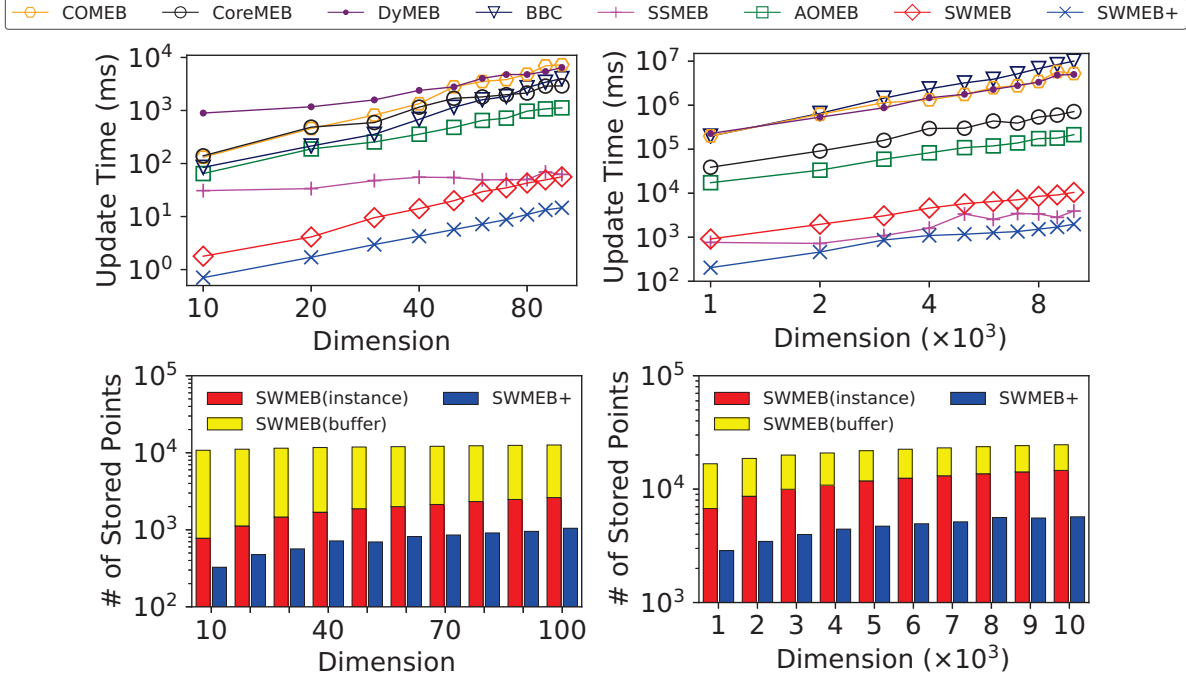 COMEB CoreMEB DyMEB BBC SSMEB AOMEB SWMEB SWMEB+
Update Time (ms)
10^4
10^3
10^2
10^1
10^0
10 20 40 80
Dimension
Update Time (ms)
10^7
10^6
10^5
10^4
10^3
10^2
1 2 4 8
Dimension (×10^3)
# of Stored Points
10^5
10^4
10^3
10^2
SWMEB(instance) SWMEB+
SWMEB(buffer)
10 40 70 100
Dimension
# of Stored Points
10^5
10^4
10^3
SWMEB(instance) SWMEB+
SWMEB(buffer)
1 2 3 4 5 6 7 8 9 10
Dimension (×10^3)